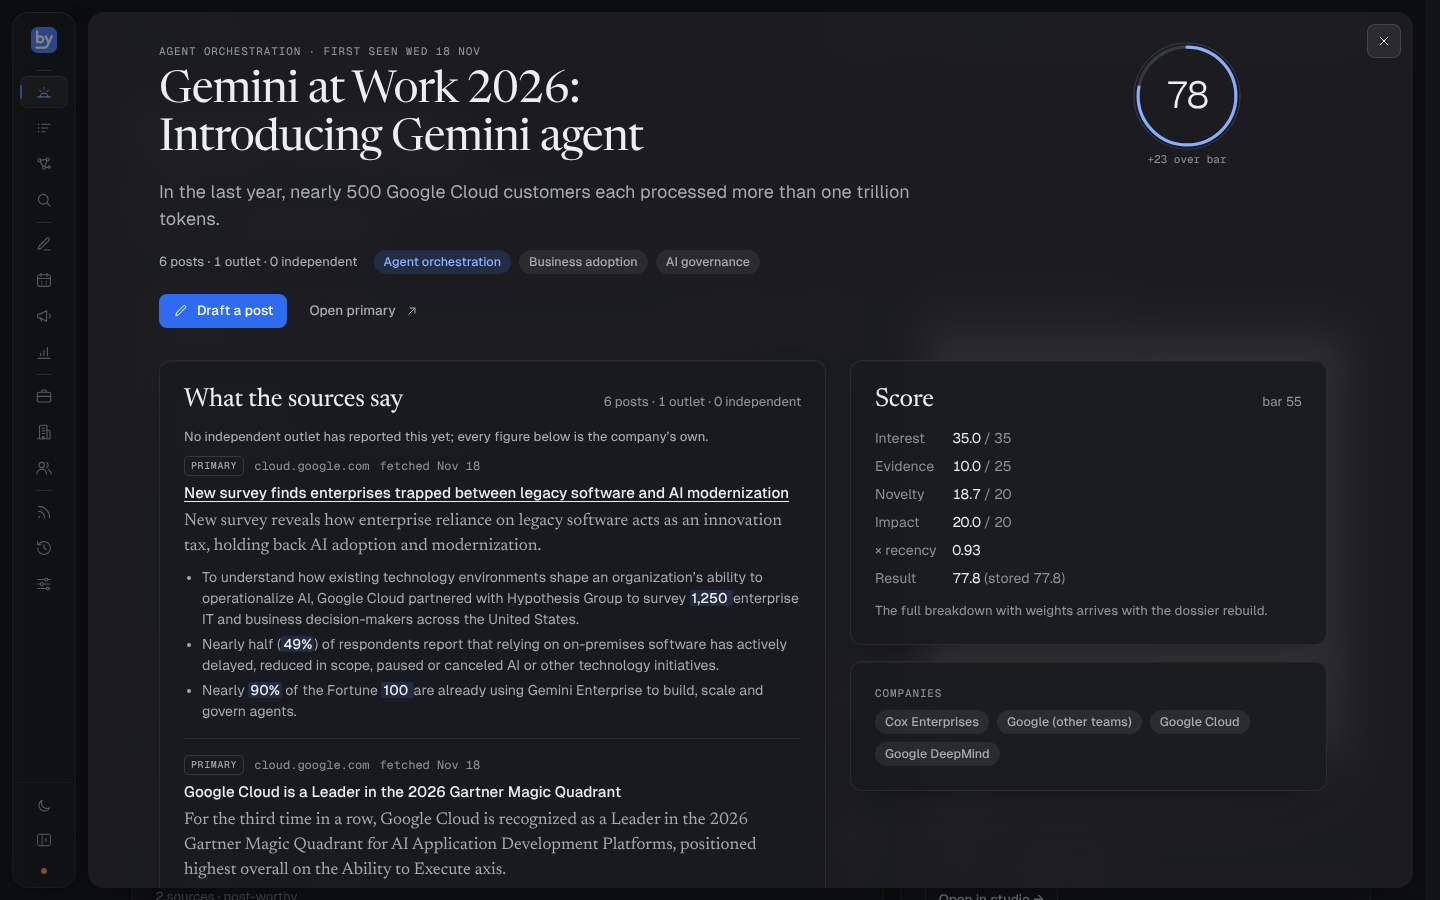 by
AGENT ORCHESTRATION · FIRST SEEN WED 18 NOV
Gemini at Work 2026:
Introducing Gemini agent
78
+23 over bar
In the last year, nearly 500 Google Cloud customers each processed more than one trillion
tokens.
6 posts · 1 outlet · 0 independent
Agent orchestration
Business adoption
AI governance
Draft a post
Open primary
What the sources say
6 posts · 1 outlet · 0 independent
No independent outlet has reported this yet; every figure below is the company's own.
PRIMARY cloud.google.com fetched Nov 18
New survey finds enterprises trapped between legacy software and AI modernization
New survey reveals how enterprise reliance on legacy software acts as an innovation
tax, holding back AI adoption and modernization.
• To understand how existing technology environments shape an organization's ability to
operationalize AI, Google Cloud partnered with Hypothesis Group to survey 1,250 enterprise
IT and business decision-makers across the United States.
• Nearly half (49%) of respondents report that relying on on-premises software has actively
delayed, reduced in scope, paused or canceled AI or other technology initiatives.
• Nearly 90% of the Fortune 100 are already using Gemini Enterprise to build, scale and
govern agents.
PRIMARY cloud.google.com fetched Nov 18
Google Cloud is a Leader in the 2026 Gartner Magic Quadrant
For the third time in a row, Google Cloud is recognized as a Leader in the 2026
Gartner Magic Quadrant for AI Application Development Platforms, positioned
highest overall on the Ability to Execute axis.
Score
bar 55
Interest 35.0 / 35
Evidence 10.0 / 25
Novelty 18.7 / 20
Impact 20.0 / 20
× recency 0.93
Result 77.8 (stored 77.8)
The full breakdown with weights arrives with the dossier rebuild.
COMPANIES
Cox Enterprises
Google (other teams)
Google Cloud
Google DeepMind
2 sources · post-worthy
Open in studio →